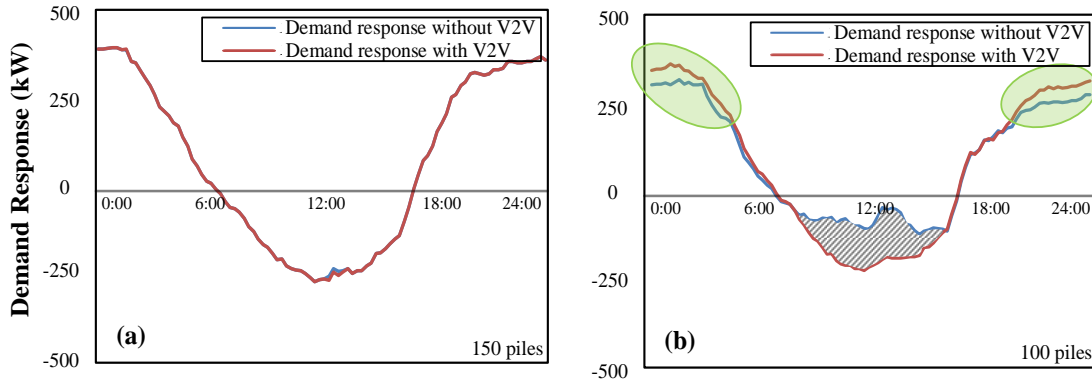 Demand Response (kW)
500
250
0
-250
-500
Demand response without V2V
Demand response with V2V
0:00 6:00 12:00 18:00 24:00
(a)
150 piles
500
250
0
-250
-500
Demand response without V2V
Demand response with V2V
0:00 6:00 12:00 18:00 24:00
(b)
100 piles